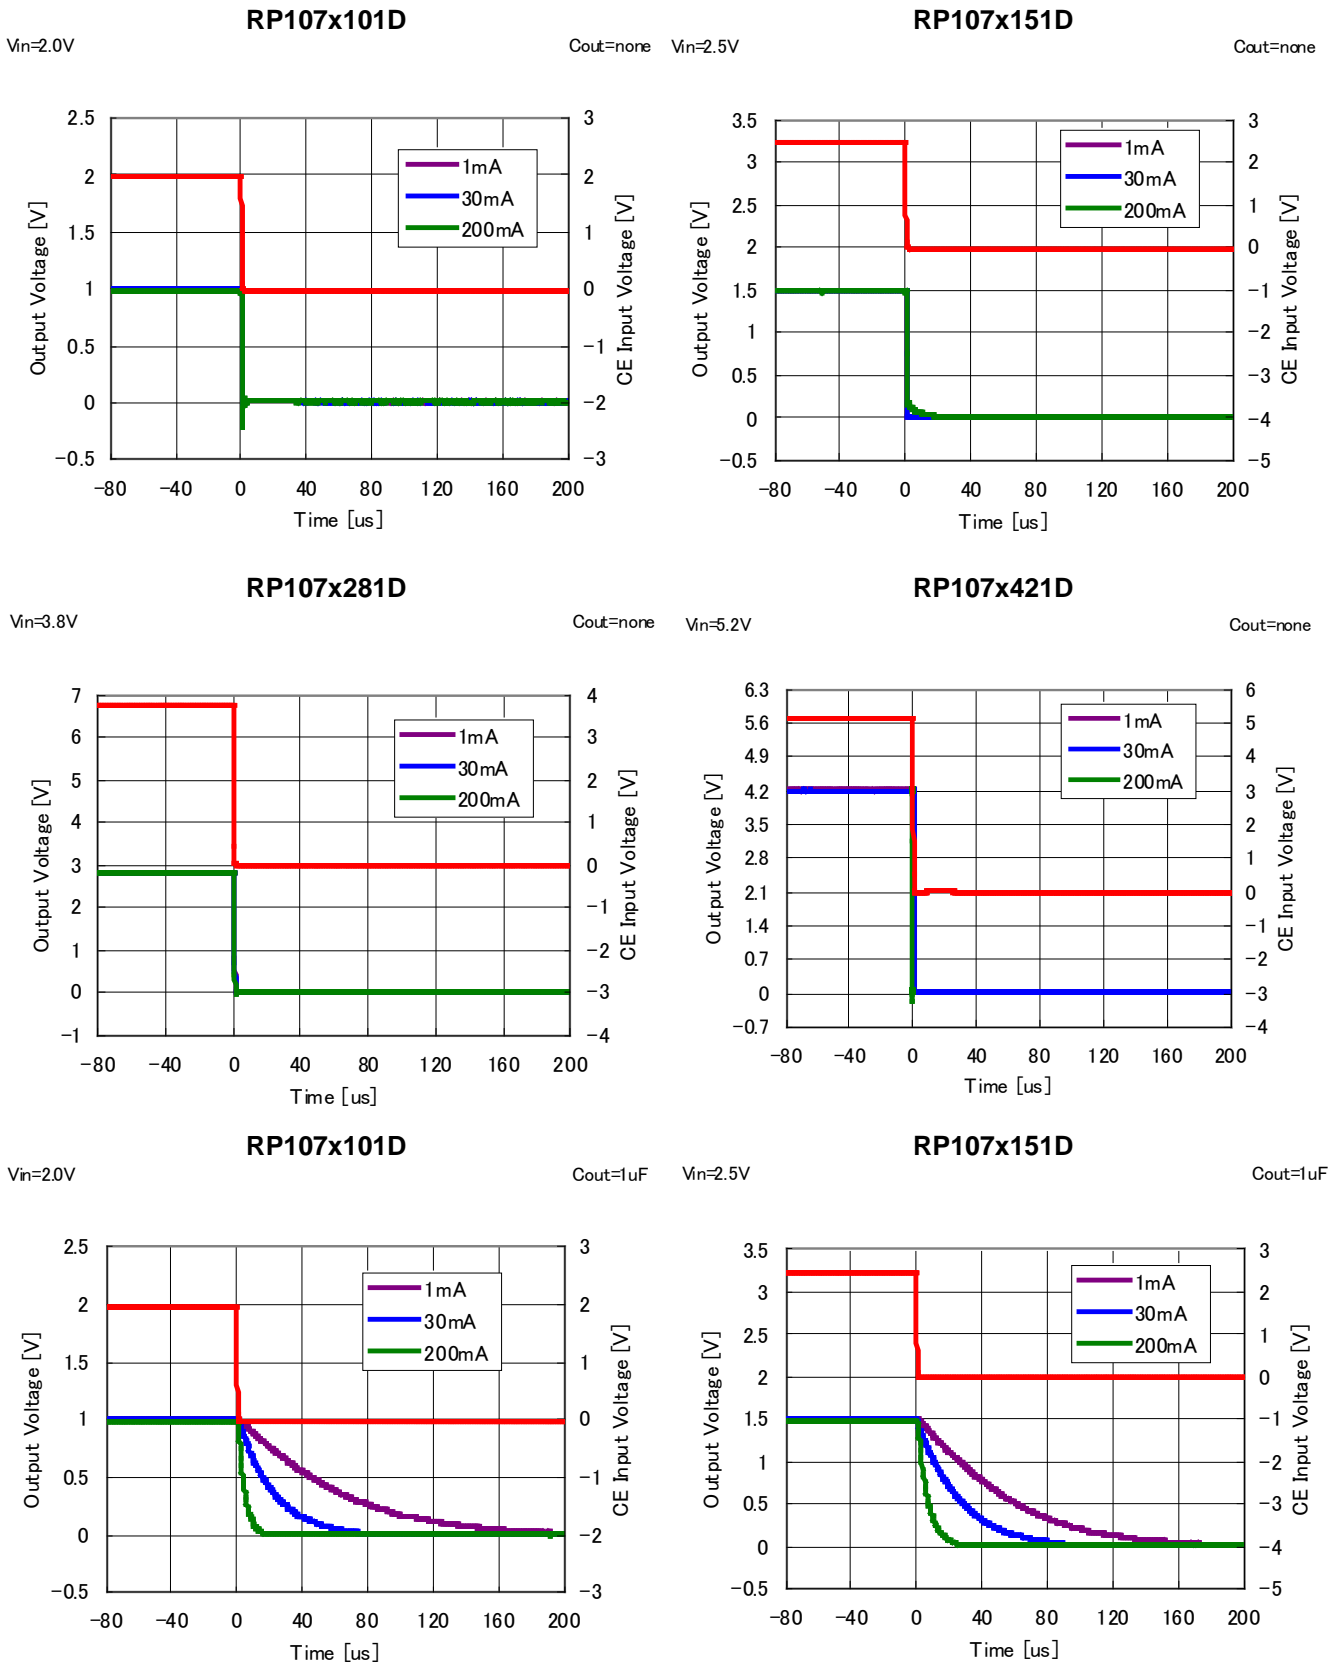 RP107x101D
Vin=2.0V Cout=none
2.5 2 1.5 1 0.5 0 -0.5
Output Voltage [V]
3 2 1 0 -1 -2 -3
CE Input Voltage [V]
1mA
30mA
200mA
-80 -40 0 40 80 120 160 200
Time [us]
RP107x151D
Vin=2.5V Cout=none
3.5 3 2.5 2 1.5 1 0.5 0 -0.5
Output Voltage [V]
3 2 1 0 -1 -2 -3 -4 -5
CE Input Voltage [V]
1mA
30mA
200mA
-80 -40 0 40 80 120 160 200
Time [us]
RP107x281D
Vin=3.8V Cout=none
7 6 5 4 3 2 1 0 -1
Output Voltage [V]
4 3 2 1 0 -1 -2 -3 -4
CE Input Voltage [V]
1mA
30mA
200mA
-80 -40 0 40 80 120 160 200
Time [us]
RP107x421D
Vin=5.2V Cout=none
6.3 5.6 4.9 4.2 3.5 2.8 2.1 1.4 0.7 0 -0.7
Output Voltage [V]
6 5 4 3 2 1 0 -1 -2 -3 -4
CE Input Voltage [V]
1mA
30mA
200mA
-80 -40 0 40 80 120 160 200
Time [us]
RP107x101D
Vin=2.0V Cout=1uF
2.5 2 1.5 1 0.5 0 -0.5
Output Voltage [V]
3 2 1 0 -1 -2 -3
CE Input Voltage [V]
1mA
30mA
200mA
-80 -40 0 40 80 120 160 200
Time [us]
RP107x151D
Vin=2.5V Cout=1uF
3.5 3 2.5 2 1.5 1 0.5 0 -0.5
Output Voltage [V]
3 2 1 0 -1 -2 -3 -4 -5
CE Input Voltage [V]
1mA
30mA
200mA
-80 -40 0 40 80 120 160 200
Time [us]